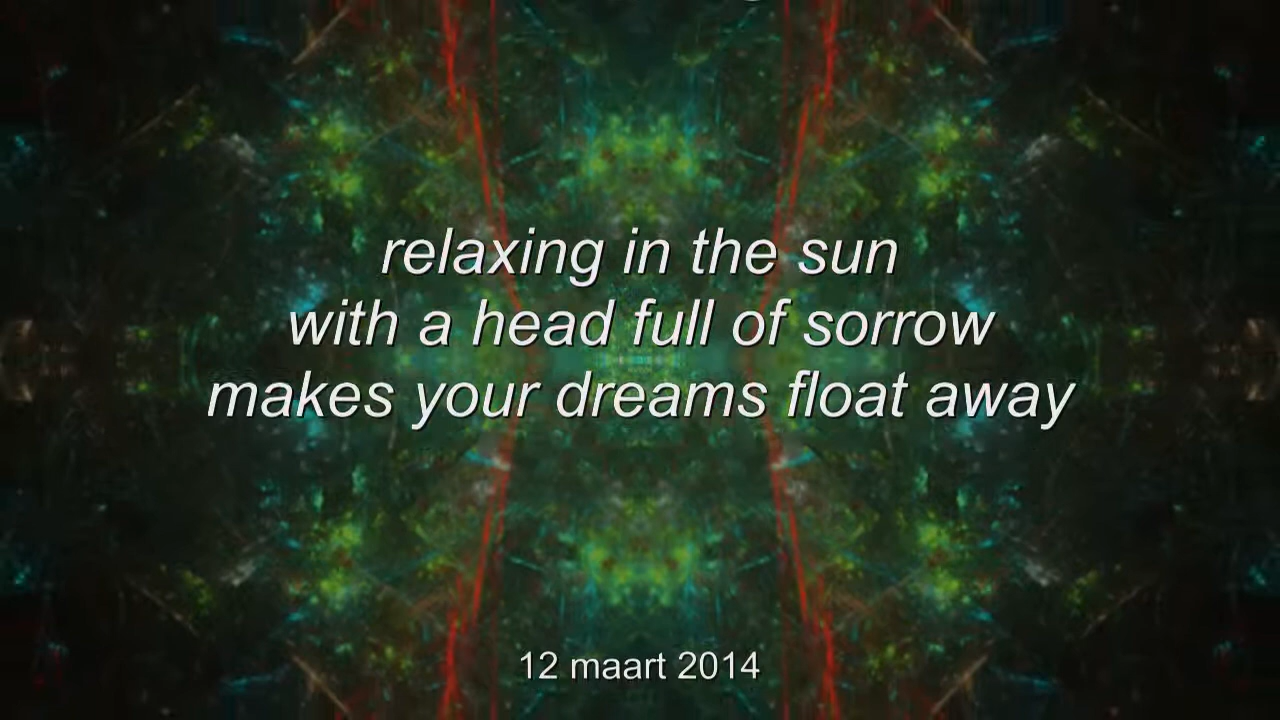 relaxing in the sun
with a head full of sorrow
makes your dreams float away
12 maart 2014